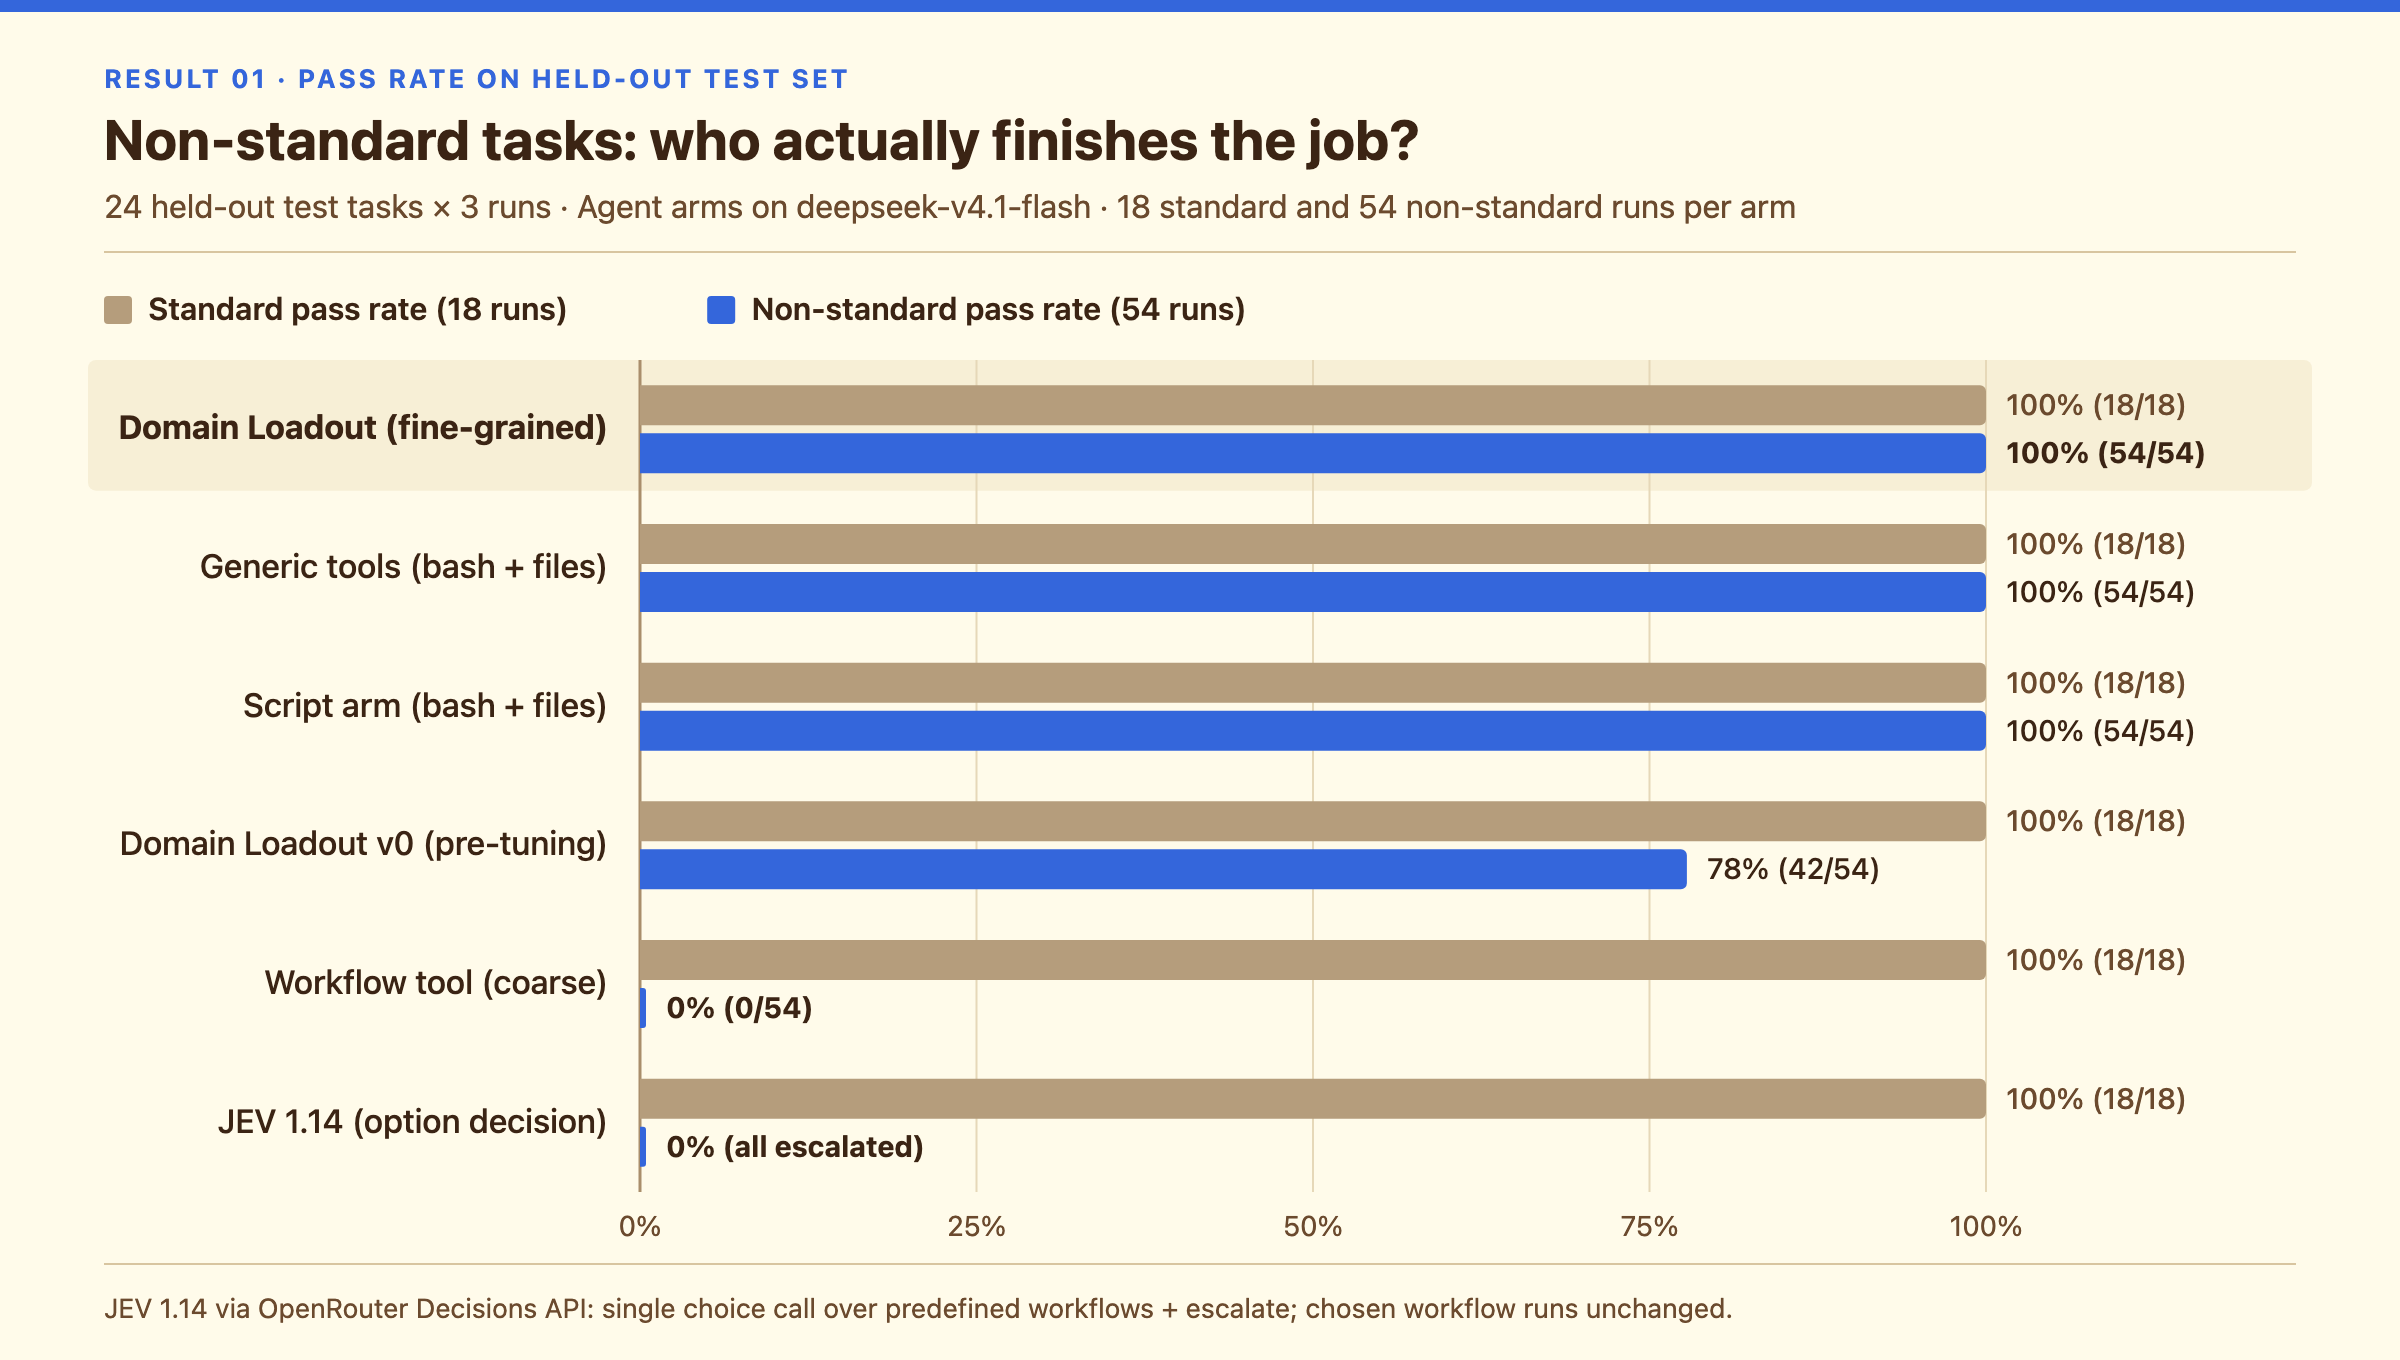 RESULT 01 · PASS RATE ON HELD-OUT TEST SET
Non-standard tasks: who actually finishes the job?
24 held-out test tasks × 3 runs · Agent arms on deepseek-v4.1-flash · 18 standard and 54 non-standard runs per arm
Standard pass rate (18 runs)
Non-standard pass rate (54 runs)
Domain Loadout (fine-grained)
100% (18/18)
100% (54/54)
Generic tools (bash + files)
100% (18/18)
100% (54/54)
Script arm (bash + files)
100% (18/18)
100% (54/54)
Domain Loadout v0 (pre-tuning)
100% (18/18)
78% (42/54)
Workflow tool (coarse)
100% (18/18)
0% (0/54)
JEV 1.14 (option decision)
100% (18/18)
0% (all escalated)
0%
25%
50%
75%
100%
JEV 1.14 via OpenRouter Decisions API: single choice call over predefined workflows + escalate; chosen workflow runs unchanged.